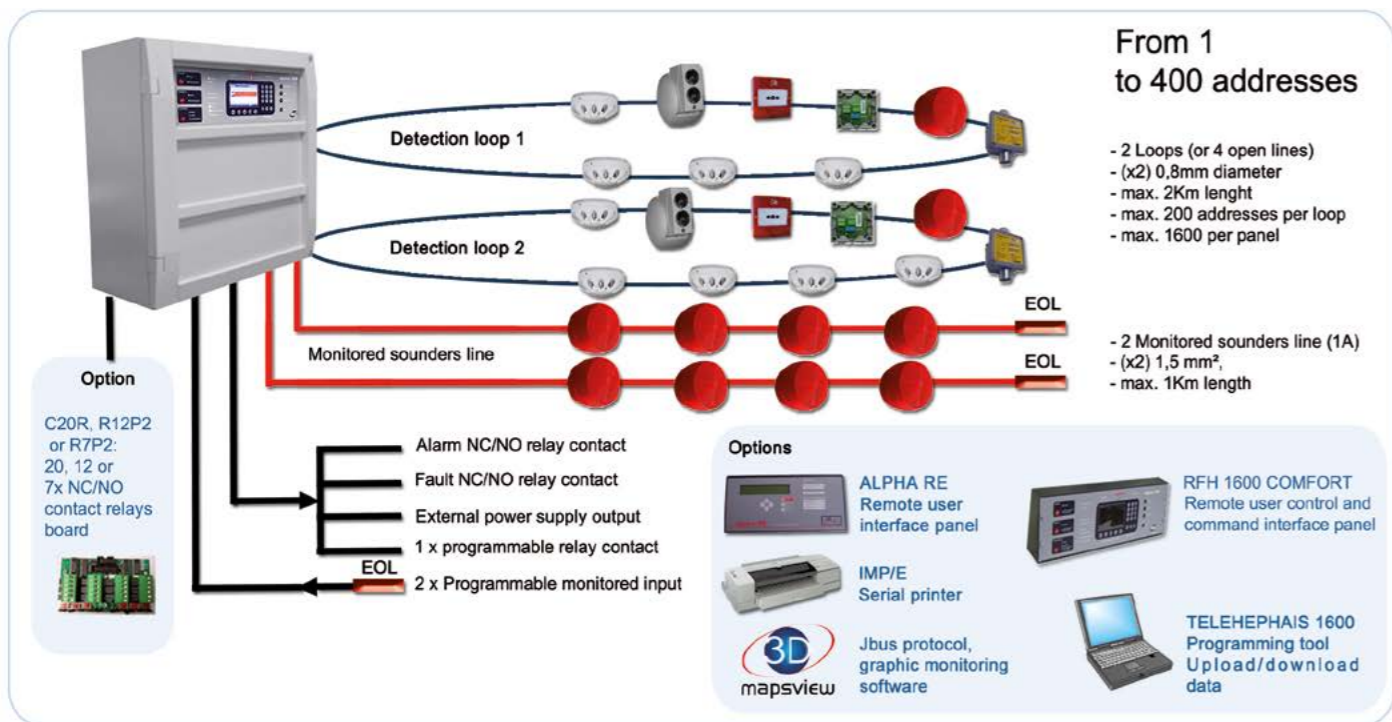 From 1
to 400 addresses
- 2 Loops (or 4 open lines)
- (x2) 0,8mm diameter
- max. 2Km lenght
- max. 200 addresses per loop
- max. 1600 per panel
Detection loop 1
Detection loop 2
EOL
Monitored sounders line
EOL
- 2 Monitored sounders line (1A)
- (x2) 1,5 mm²,
- max. 1Km length
Option
C20R, R12P2
or R7P2:
20, 12 or
7x NC/NO
contact relays
board
Alarm NC/NO relay contact
Fault NC/NO relay contact
External power supply output
1 x programmable relay contact
EOL
2 x Programmable monitored input
Options
ALPHA RE
Remote user
interface panel
RFH 1600 COMFORT
Remote user control and
command interface panel
IMP/E
Serial printer
3D
mapsview
Jbus protocol,
graphic monitoring
software
TELEHEPHAIS 1600
Programming tool
Upload/download
data